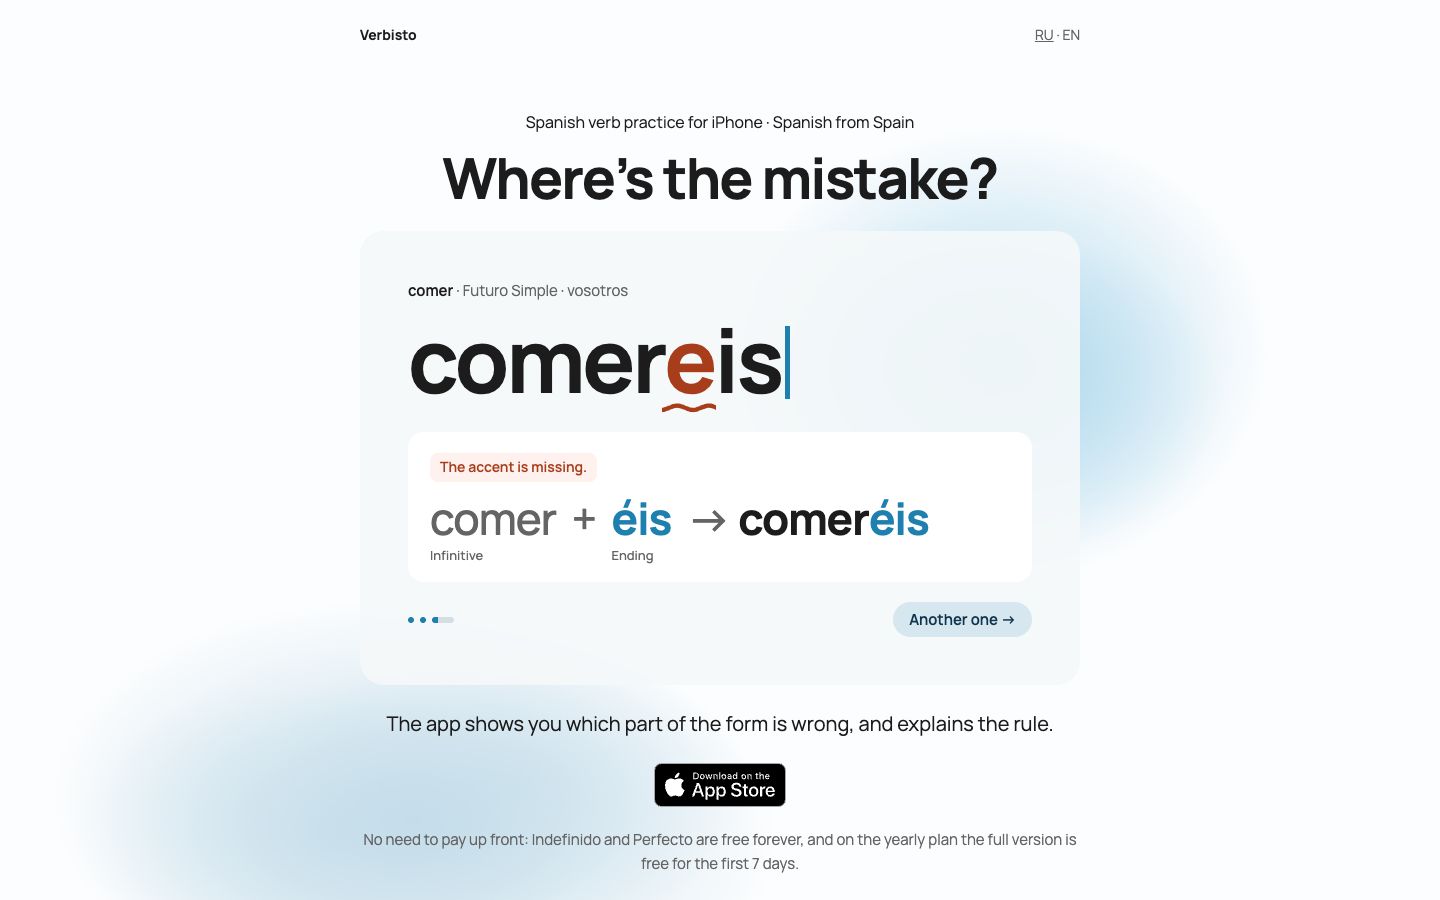 Verbisto
RU · EN
Spanish verb practice for iPhone · Spanish from Spain
Where’s the mistake?
comer · Futuro Simple · vosotros
comereis
The accent is missing.
comer + éis → comeréis
Infinitive Ending
Another one →
The app shows you which part of the form is wrong, and explains the rule.
Download on the
App Store
No need to pay up front: Indefinido and Perfecto are free forever, and on the yearly plan the full version is
free for the first 7 days.